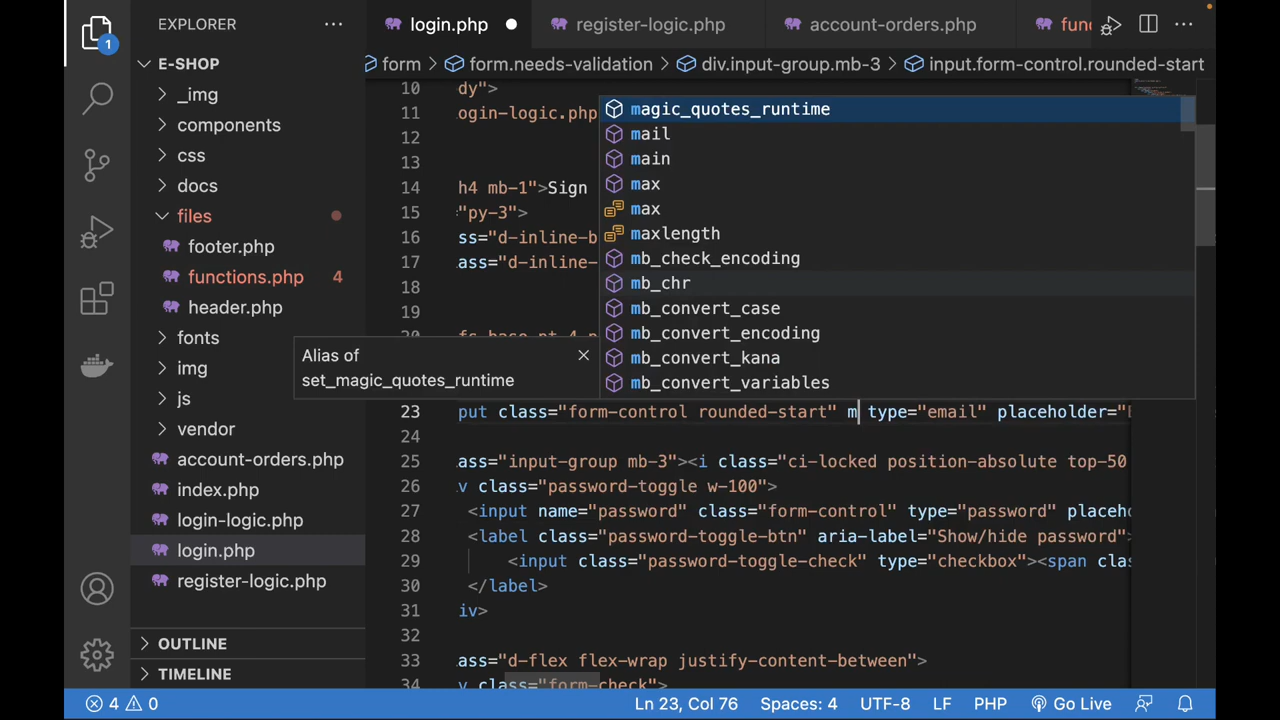 EXPLORER
login.php
register-logic.php
account-orders.php
func
1
E-SHOP
form
form.needs-validation
div.input-group.mb-3
input.form-control.rounded-start
_img
components
css
docs
files
footer.php
functions.php 4
header.php
fonts
img
js
vendor
account-orders.php
index.php
login-logic.php
login.php
register-logic.php
OUTLINE
TIMELINE
10 dy">
11 ogin-logic.php
12
13
14 h4 mb-1">Sign
15 "py-3">
16 ss="d-inline-b
17 ass="d-inline-
18
19
20
magic_quotes_runtime
mail
main
max
max
maxlength
mb_check_encoding
mb_chr
mb_convert_case
mb_convert_encoding
mb_convert_kana
mb_convert_variables
Alias of
set_magic_quotes_runtime
23 put class="form-control rounded-start" m type="email" placeholder="E
24
25 ass="input-group mb-3"><i class="ci-locked position-absolute top-50
26 v class="password-toggle w-100">
27 <input name="password" class="form-control" type="password" placeho
28 <label class="password-toggle-btn" aria-label="Show/hide password">
29 <input class="password-toggle-check" type="checkbox"><span clas
30 </label>
31 iv>
32
33 ass="d-flex flex-wrap justify-content-between">
34 v class="form-check">
4 0
Ln 23, Col 76
Spaces: 4
UTF-8
LF
PHP
Go Live